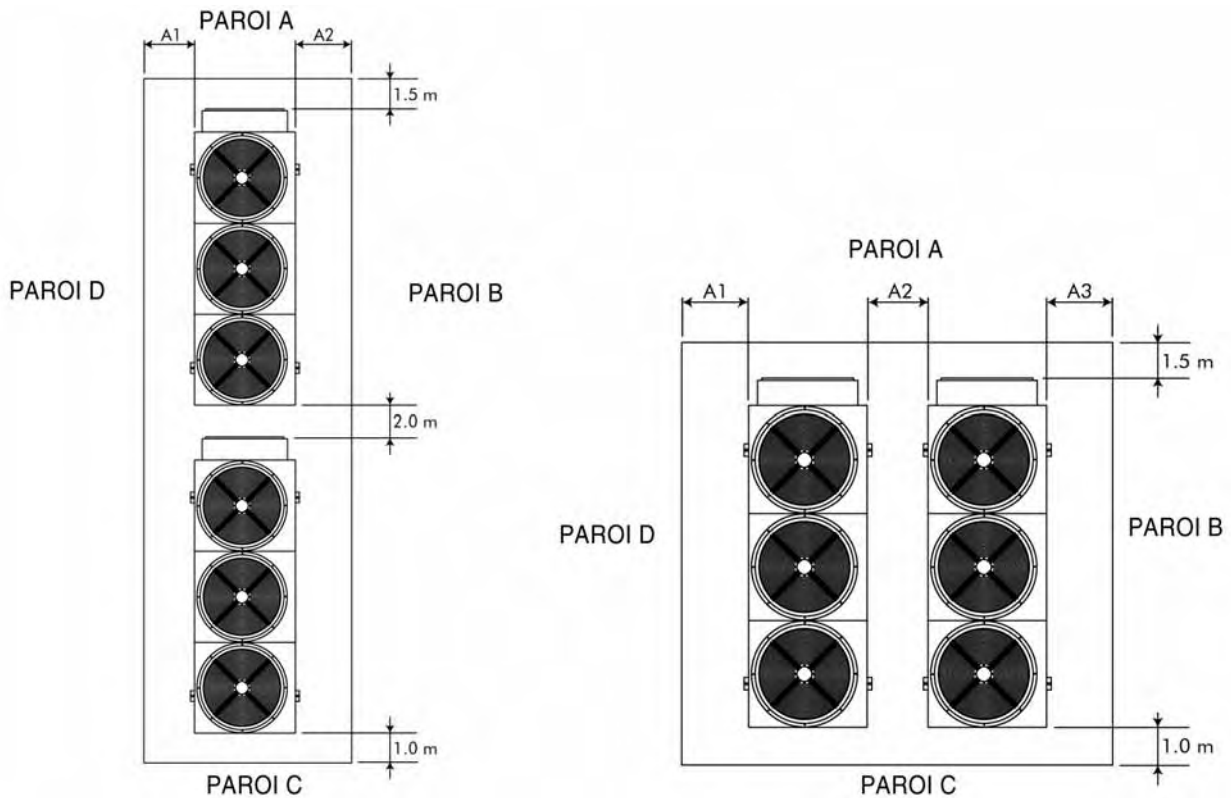 PAROI A
A1
A2
1.5 m
PAROI D
PAROI B
2.0 m
1.0 m
PAROI C
PAROI A
A1
A2
A3
1.5 m
PAROI D
PAROI B
1.0 m
PAROI C